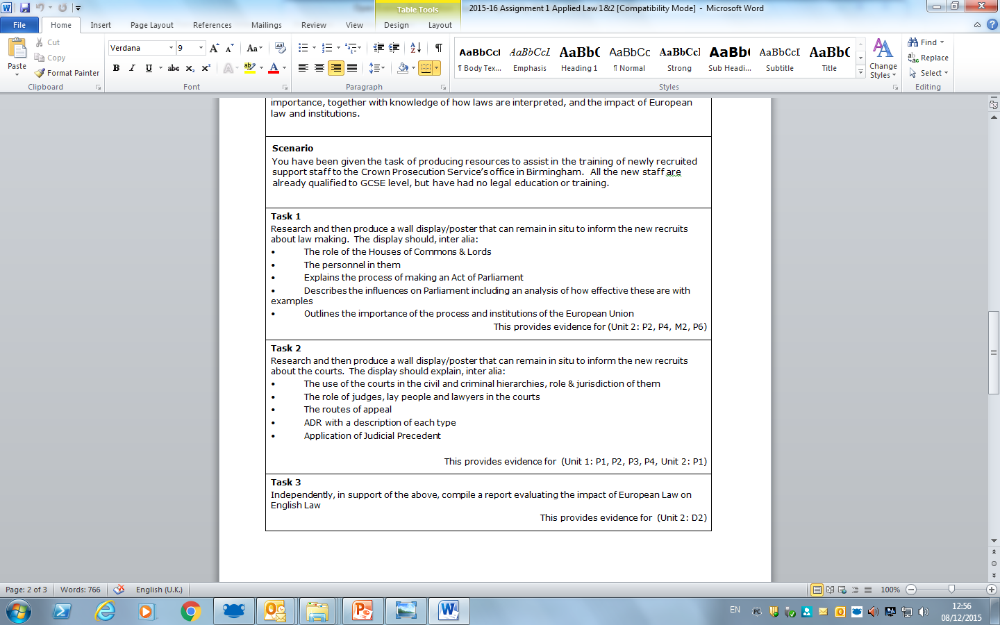 Table Tools
2015-16 Assignment 1 Applied Law 1&2 [Compatibility Mode] - Microsoft Word
File Home Insert Page Layout References Mailings Review View Design Layout
Cut
Copy
Paste
Format Painter
Clipboard
Verdana 9
Font
Paragraph
AaBbCcl AaBbCcL AaBbC AaBbCc AaBbCcl AaBb AaBbCcD AaBbC
¶ Body Tex... Emphasis Heading 1 ¶ Normal Strong Sub Headi... Subtitle Title
Styles
Change
Styles
Find
Replace
Select
Editing
importance, together with knowledge of how laws are interpreted, and the impact of European
law and institutions.
Scenario
You have been given the task of producing resources to assist in the training of newly recruited
support staff to the Crown Prosecution Service's office in Birmingham. All the new staff are
already qualified to GCSE level, but have had no legal education or training.
Task 1
Research and then produce a wall display/poster that can remain in situ to inform the new recruits
about law making. The display should, inter alia:
• The role of the Houses of Commons & Lords
• The personnel in them
• Explains the process of making an Act of Parliament
• Describes the influences on Parliament including an analysis of how effective these are with
examples
• Outlines the importance of the process and institutions of the European Union
This provides evidence for (Unit 2: P2, P4, M2, P6)
Task 2
Research and then produce a wall display/poster that can remain in situ to inform the new recruits
about the courts. The display should explain, inter alia:
• The use of the courts in the civil and criminal hierarchies, role & jurisdiction of them
• The role of judges, lay people and lawyers in the courts
• The routes of appeal
• ADR with a description of each type
• Application of Judicial Precedent
This provides evidence for (Unit 1: P1, P2, P3, P4, Unit 2: P1)
Task 3
Independently, in support of the above, compile a report evaluating the impact of European Law on
English Law
This provides evidence for (Unit 2: D2)
Page: 2 of 3 Words: 766 English (U.K.) 100%
EN
12:56
08/12/2015